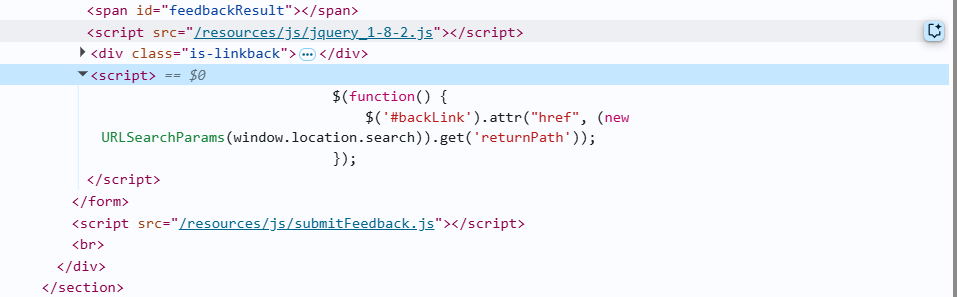 <span id="feedbackResult"></span>
<script src="/resources/js/jquery_1-8-2.js"></script>
<div class="is-linkback"> ••• </div>
<script> == $0
$(function() {
$('#backLink').attr("href", (new
URLSearchParams(window.location.search)).get('returnPath'));
});
</script>
</form>
<script src="/resources/js/submitFeedback.js"></script>
<br>
</div>
</section>